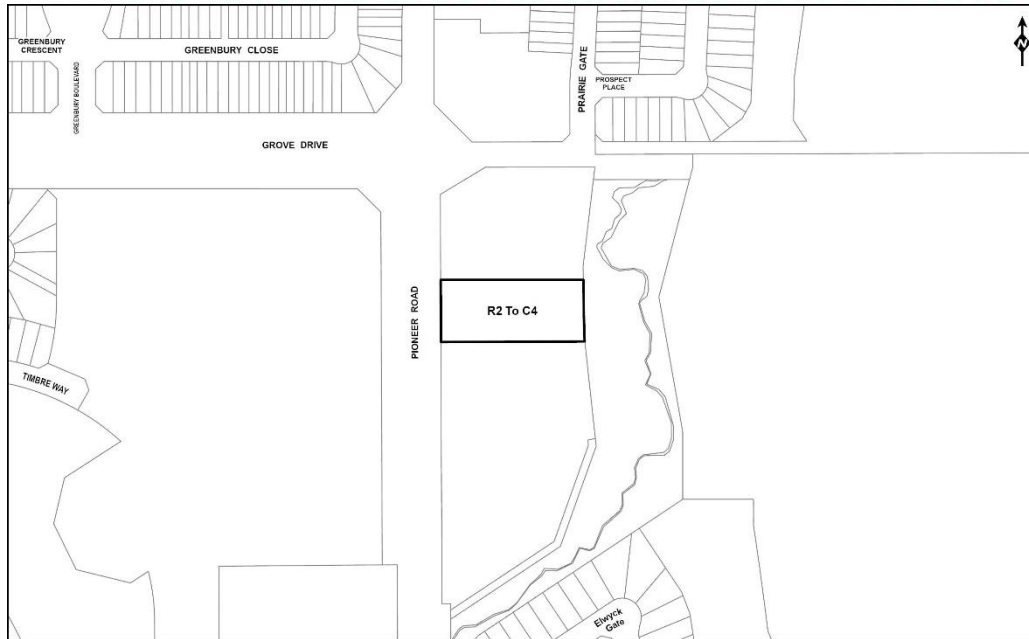 GREENBURY
CRESCENT
GREENBURY CLOSE
GREENBURY BOULEVARD
PRAIRIE GATE
PROSPECT
PLACE
N
GROVE DRIVE
PIONEER ROAD
R2 To C4
TIMBRE WAY
Elwyck
Gate